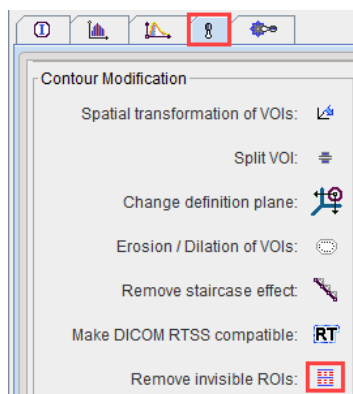 Contour Modification
Spatial transformation of VOIs:
Split VOI:
Change definition plane:
Erosion / Dilation of VOIs:
Remove staircase effect:
Make DICOM RTSS compatible: RT
Remove invisible ROIs: